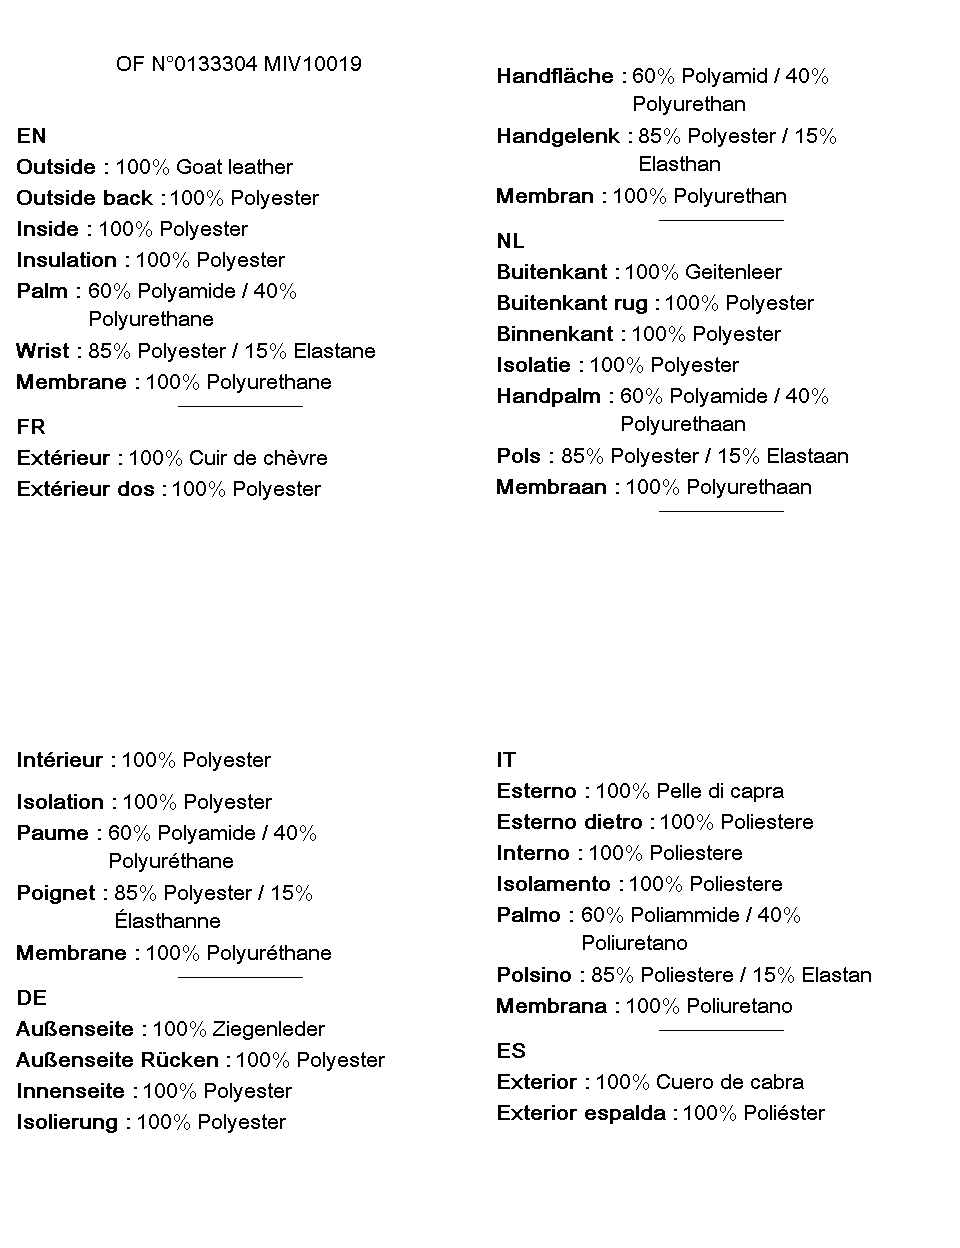 OF N°0133304 MIV10019
EN
Outside : 100% Goat leather
Outside back : 100% Polyester
Inside : 100% Polyester
Insulation : 100% Polyester
Palm : 60% Polyamide / 40%
Polyurethane
Wrist : 85% Polyester / 15% Elastane
Membrane : 100% Polyurethane
FR
Extérieur : 100% Cuir de chèvre
Extérieur dos : 100% Polyester
Intérieur : 100% Polyester
Isolation : 100% Polyester
Paume : 60% Polyamide / 40%
Polyuréthane
Poignet : 85% Polyester / 15%
Élasthanne
Membrane : 100% Polyuréthane
DE
Außenseite : 100% Ziegenleder
Außenseite Rücken : 100% Polyester
Innenseite : 100% Polyester
Isolierung : 100% Polyester
Handfläche : 60% Polyamid / 40%
Polyurethan
Handgelenk : 85% Polyester / 15%
Elasthan
Membran : 100% Polyurethan
NL
Buitenkant : 100% Geitenleer
Buitenkant rug : 100% Polyester
Binnenkant : 100% Polyester
Isolatie : 100% Polyester
Handpalm : 60% Polyamide / 40%
Polyurethaan
Pols : 85% Polyester / 15% Elastaan
Membraan : 100% Polyurethaan
IT
Esterno : 100% Pelle di capra
Esterno dietro : 100% Poliestere
Interno : 100% Poliestere
Isolamento : 100% Poliestere
Palmo : 60% Poliammide / 40%
Poliuretano
Polsino : 85% Poliestere / 15% Elastan
Membrana : 100% Poliuretano
ES
Exterior : 100% Cuero de cabra
Exterior espalda : 100% Poliéster